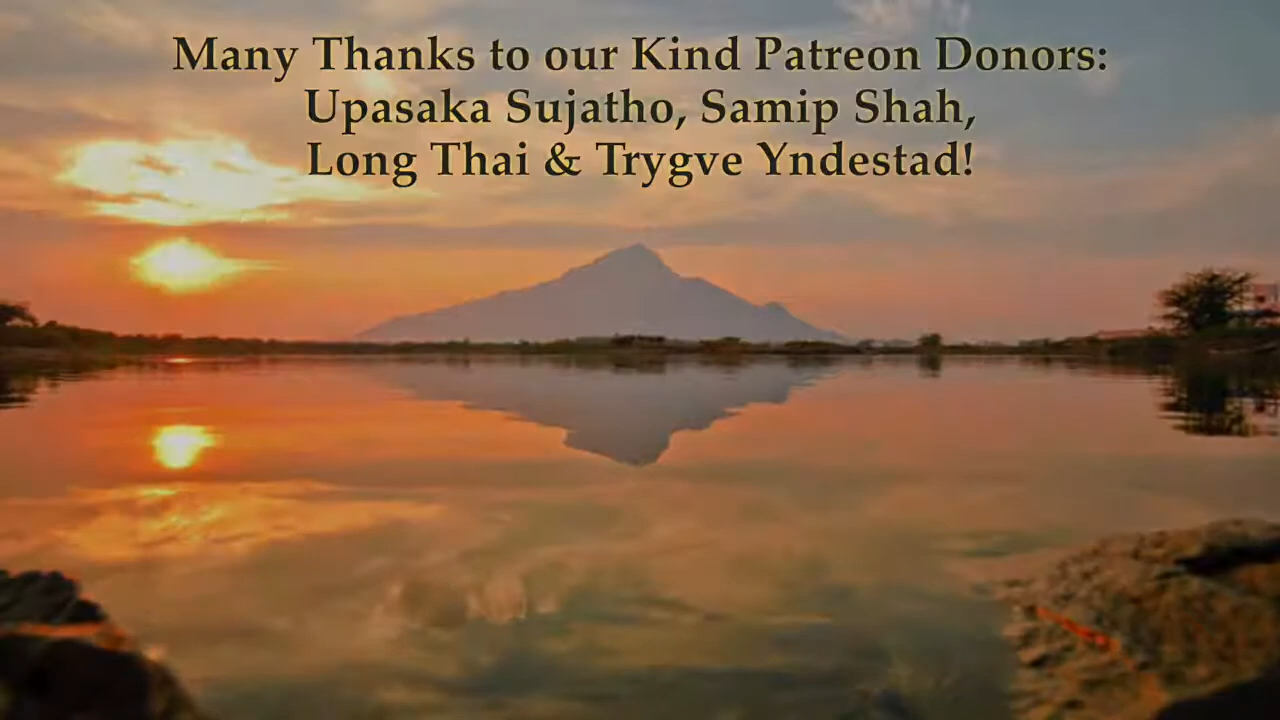 Many Thanks to our Kind Patreon Donors:
Upasaka Sujatho, Samip Shah,
Long Thai & Trygve Yndestad!